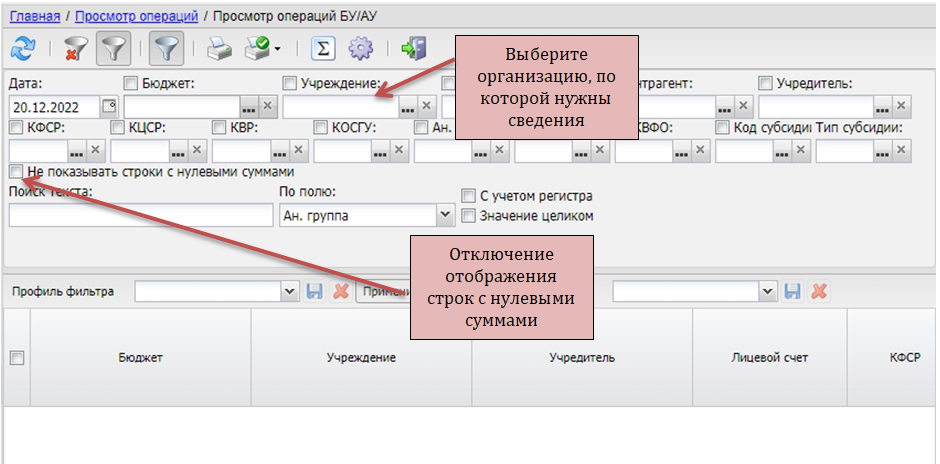 Главная / Просмотр операций / Просмотр операций БУ/АУ
Выберите
организацию, по
которой нужны
сведения
Дата: Бюджет: Учреждение: Учредитель:
20.12.2022
КФСР: КЦСР: КВР: КОСГУ: Ан. КВФО: Код субсиди Тип субсидии:
Не показывать строки с нулевыми суммами
Поиск текста: По полю: С учетом регистра
Ан. группа Значение целиком
Отключение
отображения
строк с нулевыми
суммами
Профиль фильтра
Бюджет Учреждение Учредитель Лицевой счет КФСР